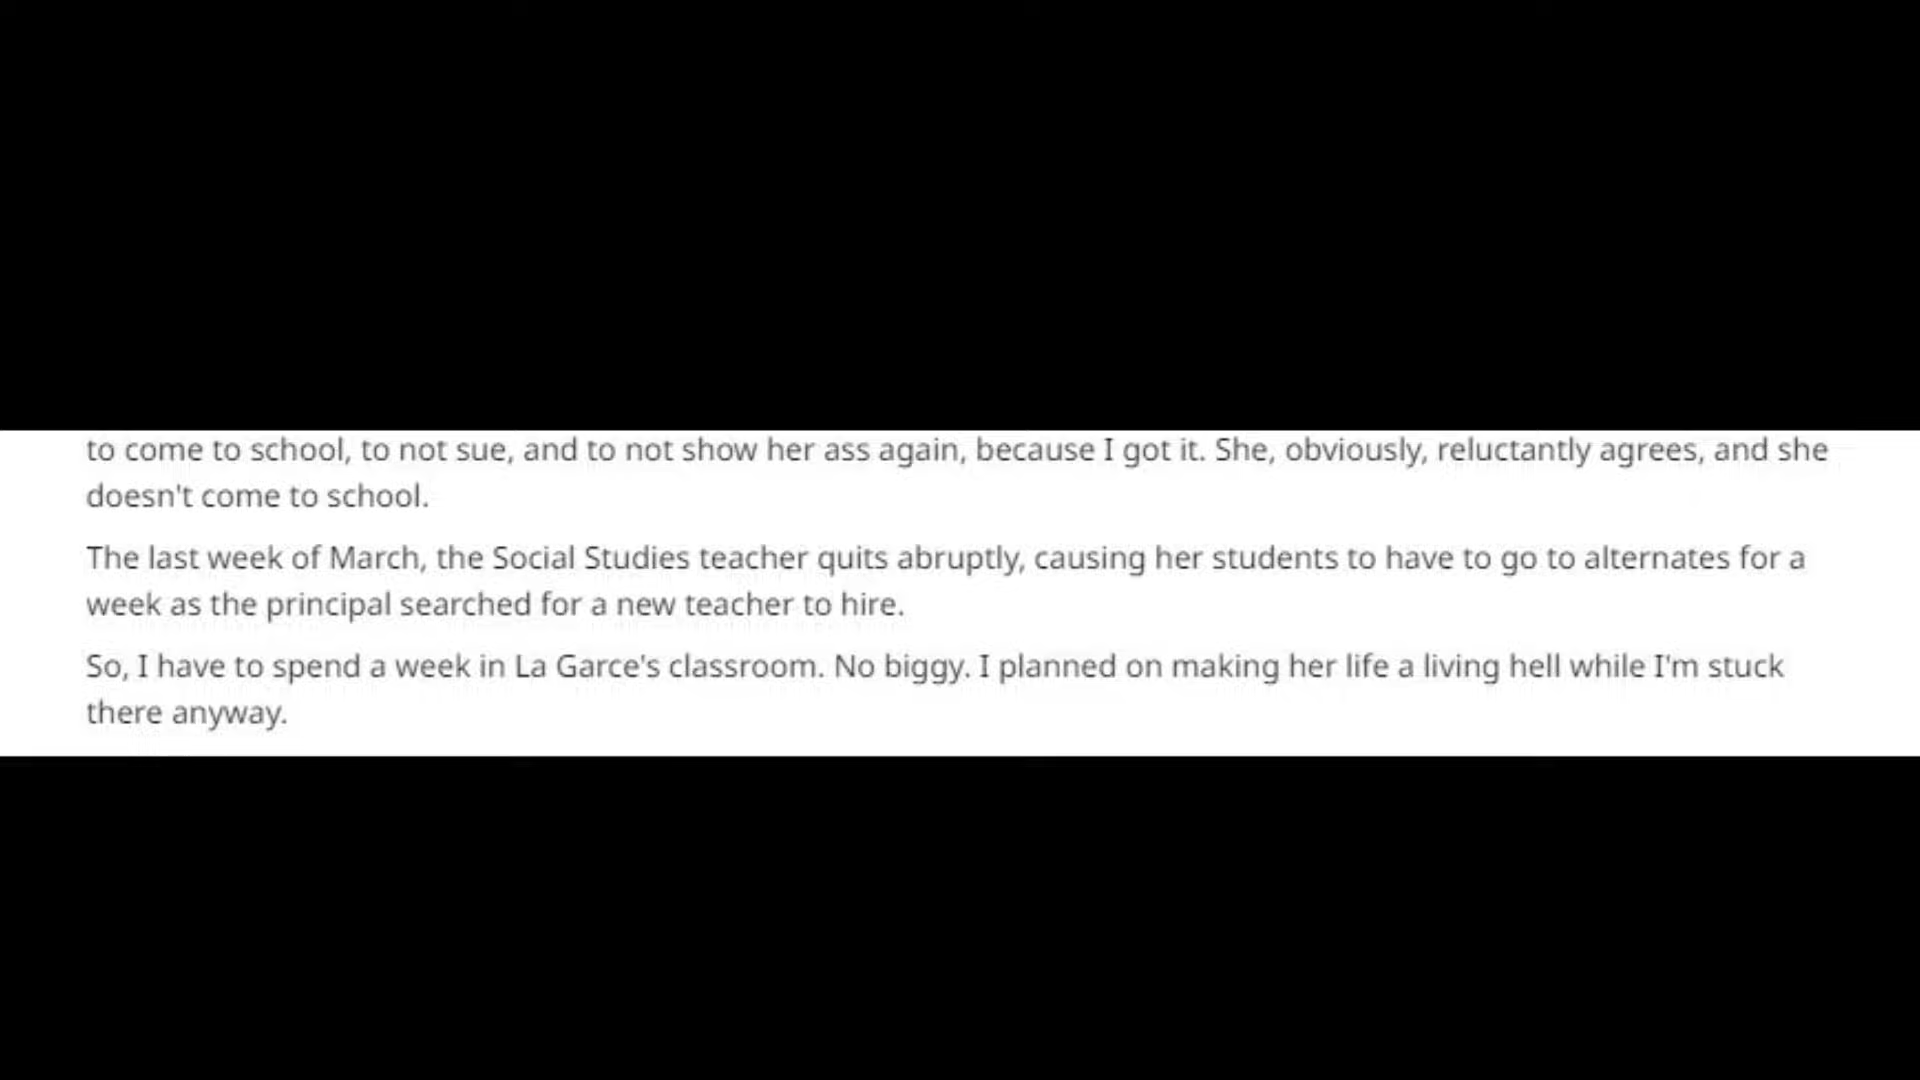 to come to school, to not sue, and to not show her ass again, because I got it. She, obviously, reluctantly agrees, and she
doesn't come to school.
The last week of March, the Social Studies teacher quits abruptly, causing her students to have to go to alternates for a
week as the principal searched for a new teacher to hire.
So, I have to spend a week in La Garce's classroom. No biggy. I planned on making her life a living hell while I'm stuck
there anyway.